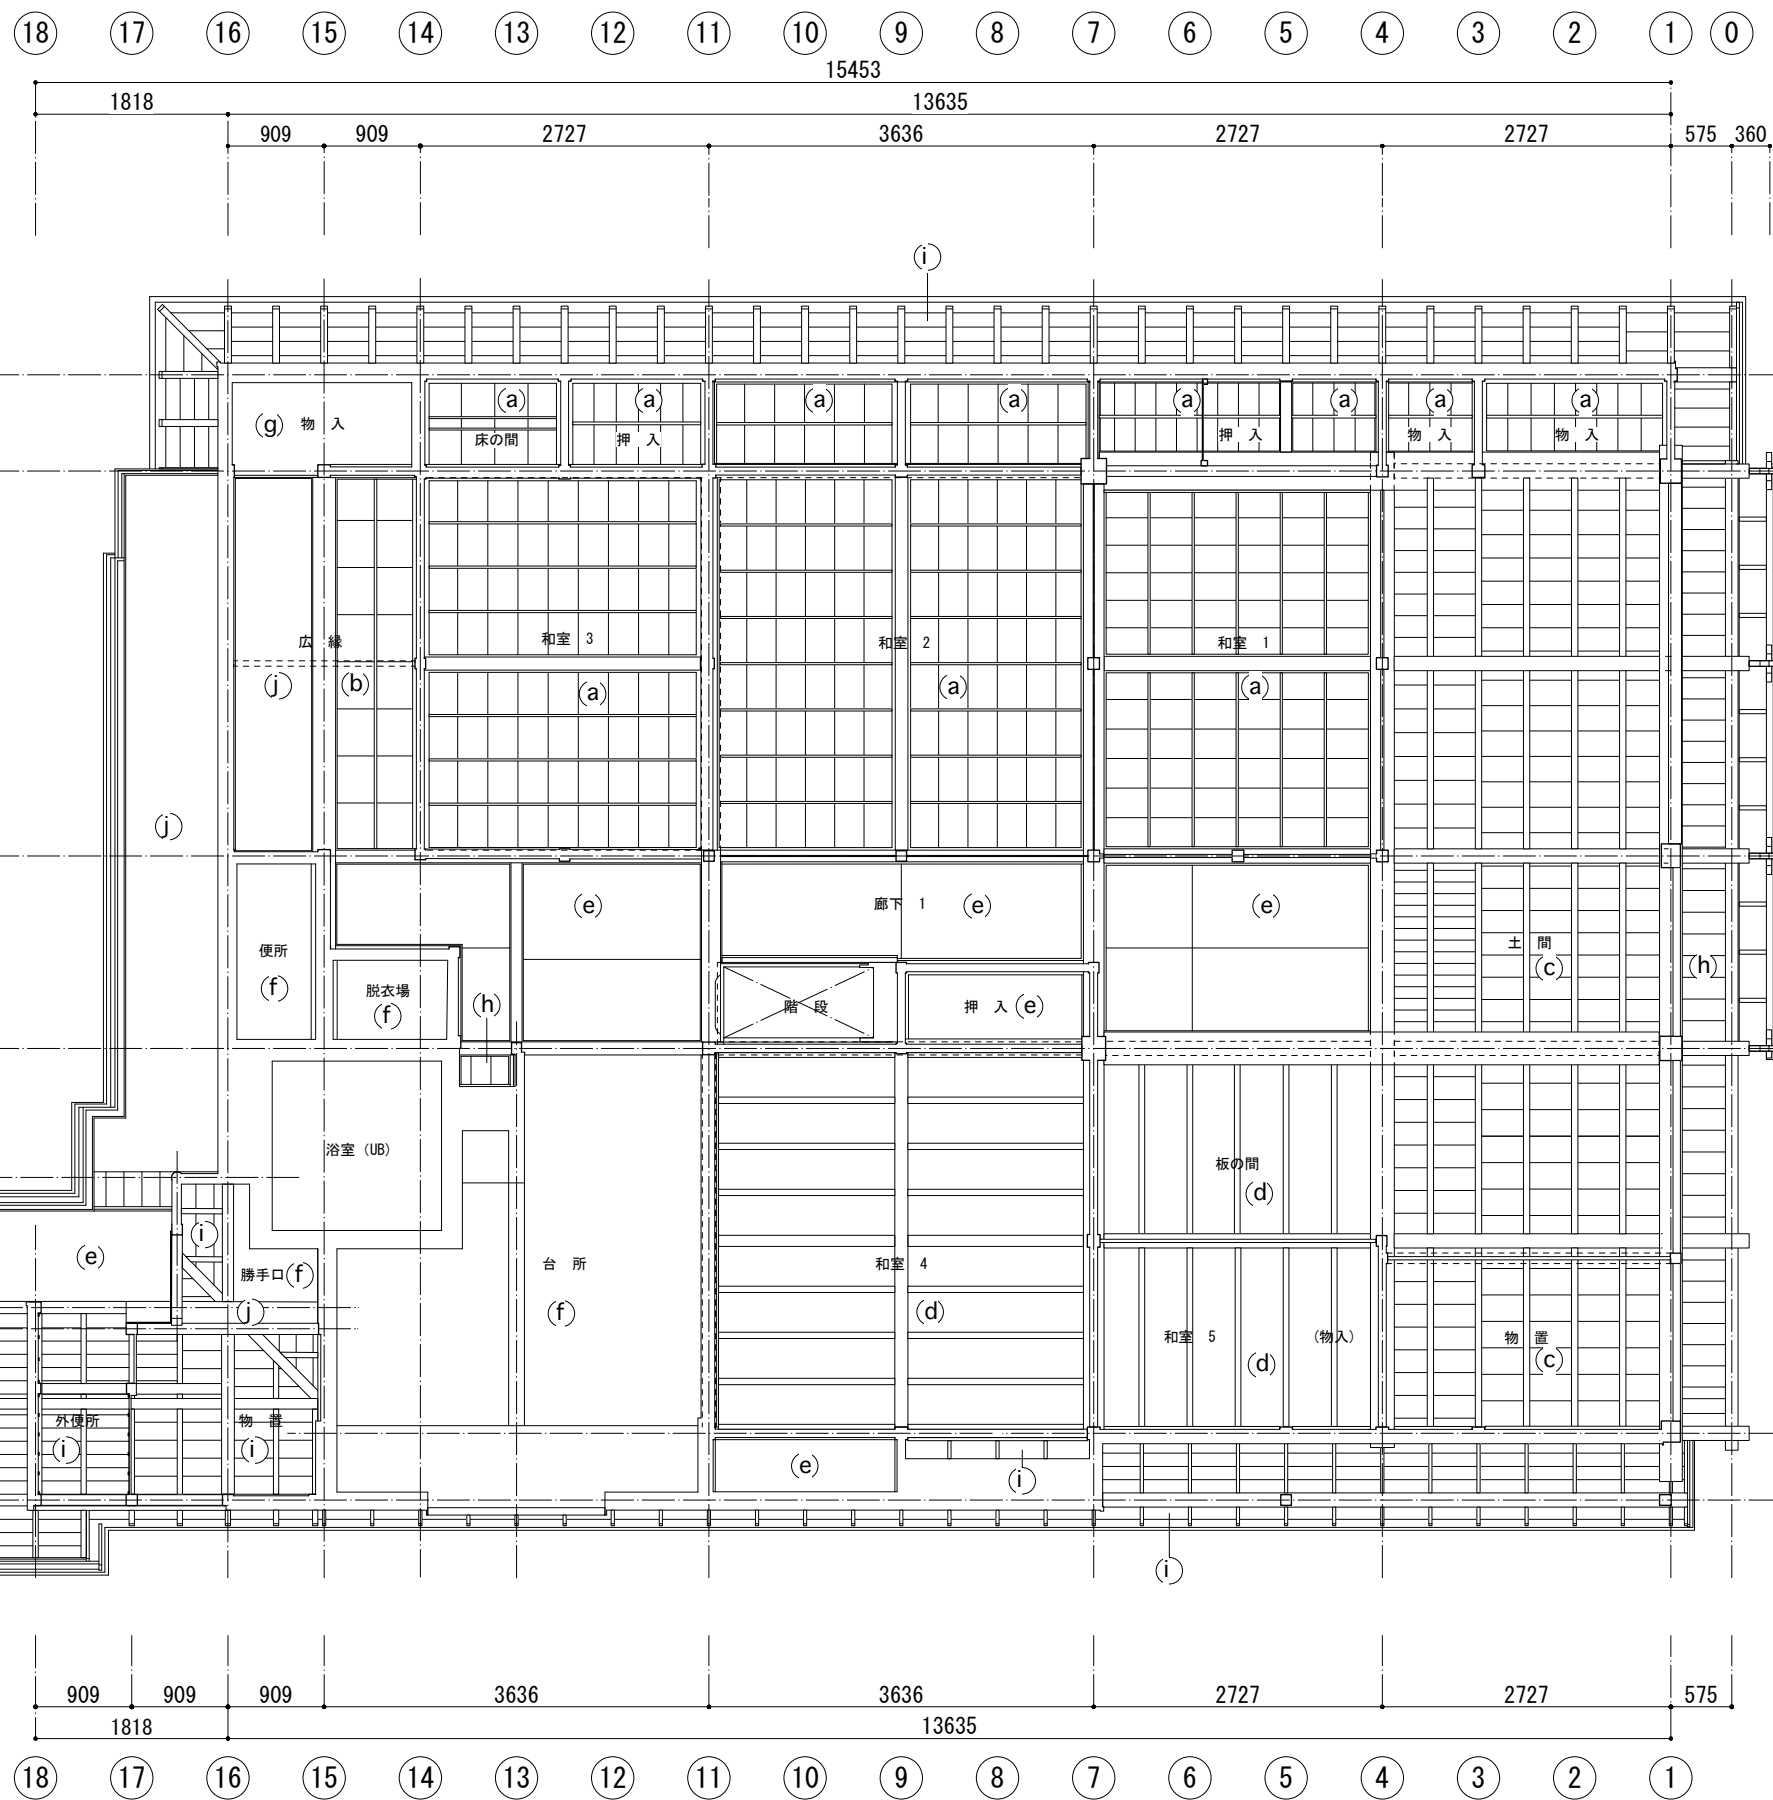 18 17 16 15 14 13 12 11 10 9 8 7 6 5 4 3 2 1 0
15453
1818 13635
909 909 2727 3636 2727 2727 575 360
i
a a a a a a a a
g 物 入
床の間 押 入 押 入 物 入 物 入
広 縁 和室 3 和室 2 和室 1
j b a a a
j
廊下 1 e e e
便所 土 間
f 脱衣場 f h 階 段 押 入 e c h
浴室(UB) 板の間
d
i
e 勝手口 f 台 所 和室 4
j f d
和室 5 (物入) 物 置
d c
外便所 物 置
i i e i
i
909 909 909 3636 3636 2727 2727 575
1818 13635
18 17 16 15 14 13 12 11 10 9 8 7 6 5 4 3 2 1